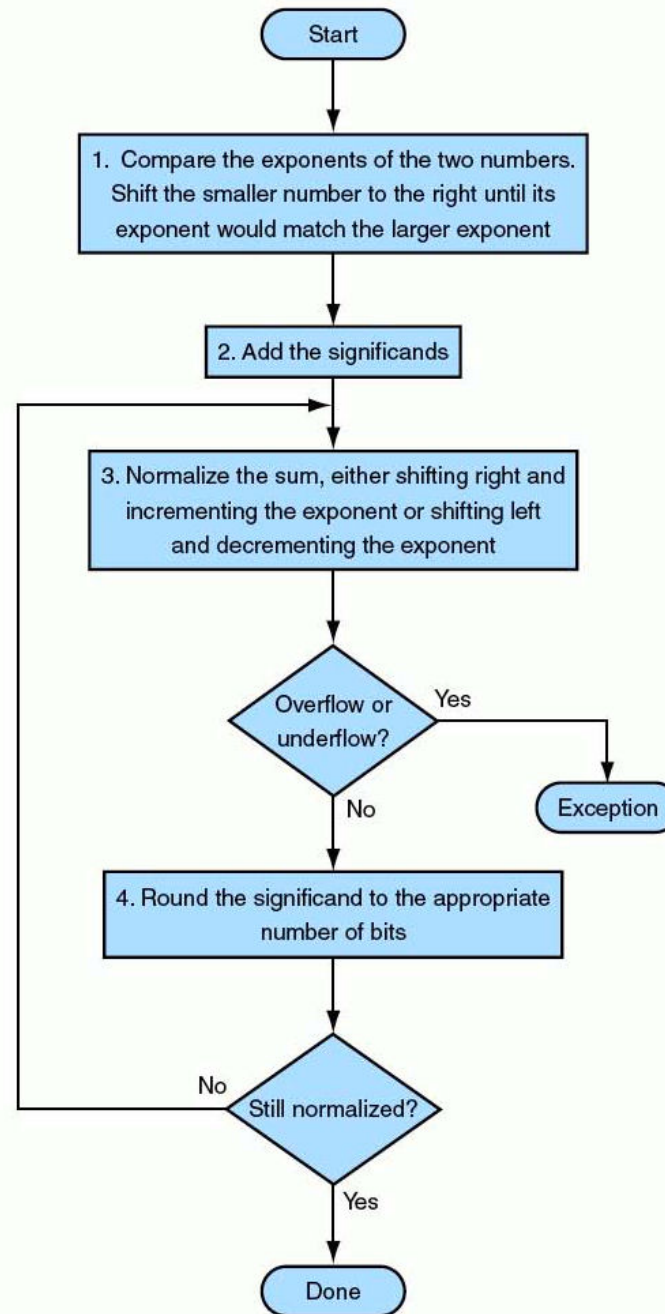 Start
1. Compare the exponents of the two numbers.
Shift the smaller number to the right until its
exponent would match the larger exponent
2. Add the significands
3. Normalize the sum, either shifting right and
incrementing the exponent or shifting left
and decrementing the exponent
Overflow or
underflow?
Yes
No
Exception
4. Round the significand to the appropriate
number of bits
No
Still normalized?
Yes
Done